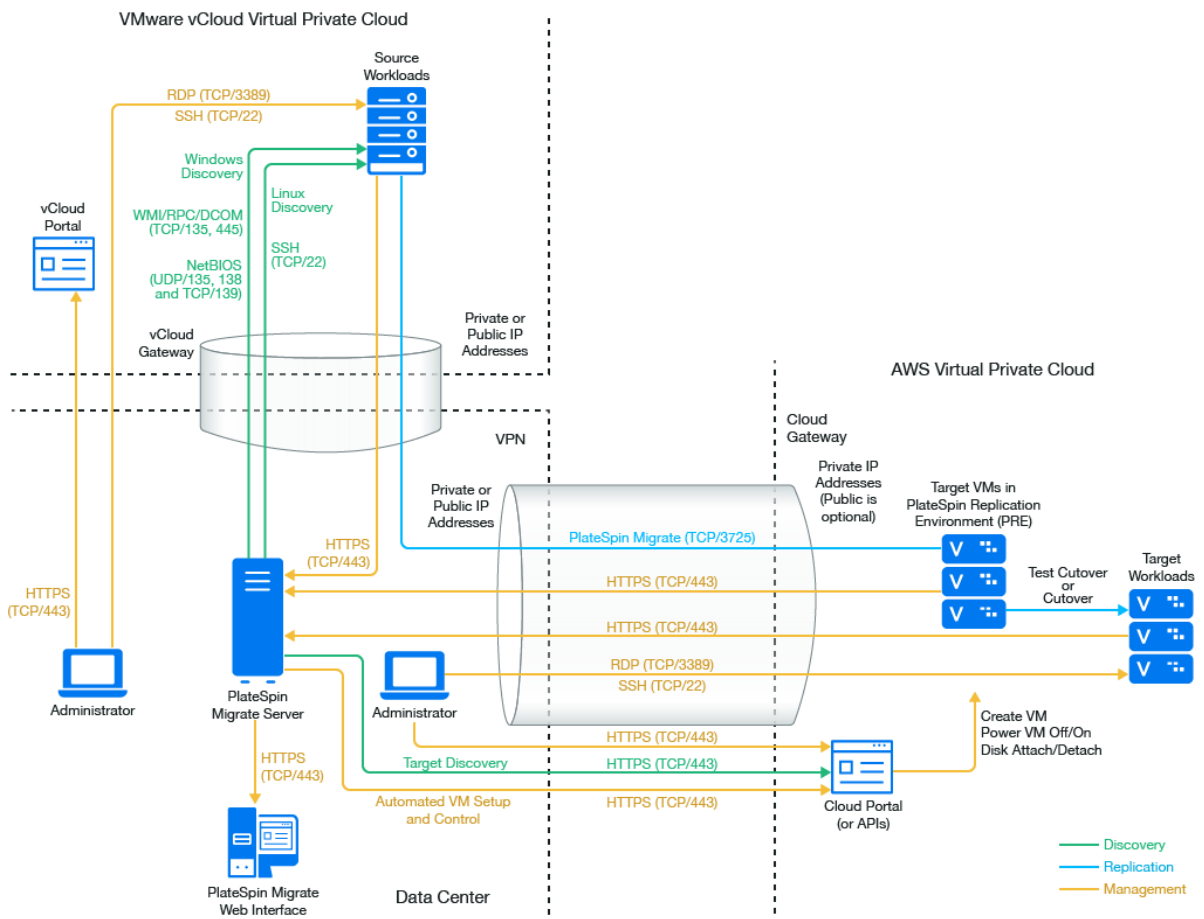 VMware vCloud Virtual Private Cloud
Source
Workloads
RDP (TCP/3389)
SSH (TCP/22)
Windows
Discovery
Linux
Discovery
vCloud
Portal
WMI/RPC/DCOM
(TCP/135, 445)
SSH
(TCP/22)
NetBIOS
(UDP/135, 138
and TCP/139)
vCloud
Gateway
Private or
Public IP
Addresses
AWS Virtual Private Cloud
VPN
Cloud
Gateway
Private or
Public IP
Addresses
Private IP
Addresses
(Public is
optional)
Target VMs in
PlateSpin Replication
Environment (PRE)
PlateSpin Migrate (TCP/3725)
HTTPS
(TCP/443)
HTTPS (TCP/443)
Test Cutover
or
Cutover
Target
Workloads
V
V
V
V
V
V
HTTPS
(TCP/443)
HTTPS (TCP/443)
RDP (TCP/3389)
SSH (TCP/22)
Administrator
PlateSpin
Migrate Server
Administrator
Create VM
Power VM Off/On
Disk Attach/Detach
HTTPS (TCP/443)
HTTPS
(TCP/443)
Target Discovery
HTTPS (TCP/443)
Automated VM Setup
and Control
HTTPS (TCP/443)
Cloud Portal
(or APIs)
PlateSpin Migrate
Web Interface
Data Center
Discovery
Replication
Management